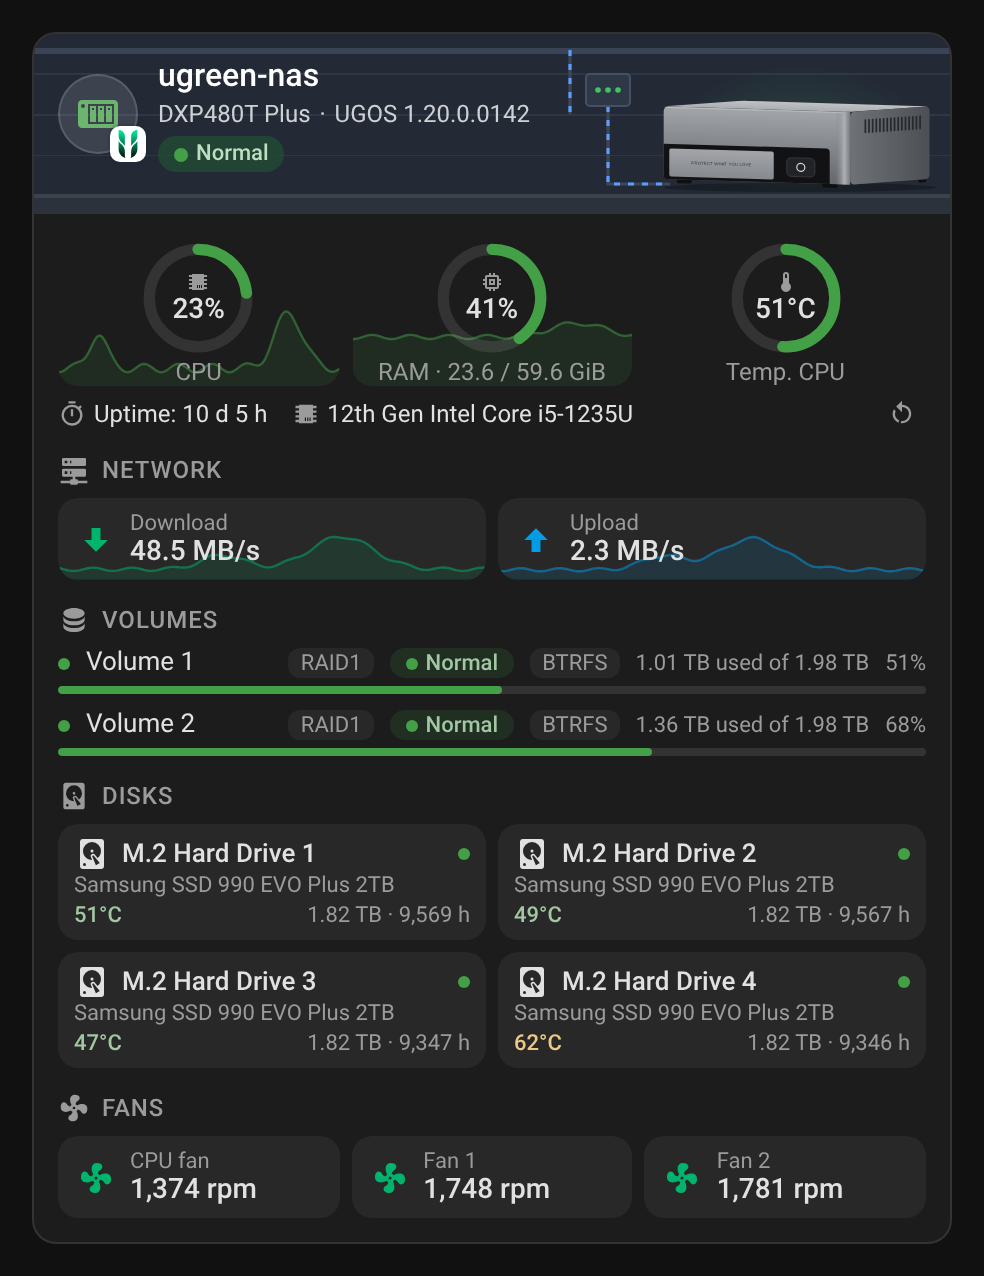 ugreen-nas
DXP480T Plus · UGOS 1.20.0.0142
Normal
PROTECT WHAT YOU LOVE
23%
CPU
41%
RAM · 23.6 / 59.6 GiB
51°C
Temp. CPU
Uptime: 10 d 5 h
12th Gen Intel Core i5-1235U
NETWORK
Download
48.5 MB/s
Upload
2.3 MB/s
VOLUMES
Volume 1 RAID1 Normal BTRFS 1.01 TB used of 1.98 TB 51%
Volume 2 RAID1 Normal BTRFS 1.36 TB used of 1.98 TB 68%
DISKS
M.2 Hard Drive 1
Samsung SSD 990 EVO Plus 2TB
51°C 1.82 TB · 9,569 h
M.2 Hard Drive 2
Samsung SSD 990 EVO Plus 2TB
49°C 1.82 TB · 9,567 h
M.2 Hard Drive 3
Samsung SSD 990 EVO Plus 2TB
47°C 1.82 TB · 9,347 h
M.2 Hard Drive 4
Samsung SSD 990 EVO Plus 2TB
62°C 1.82 TB · 9,346 h
FANS
CPU fan
1,374 rpm
Fan 1
1,748 rpm
Fan 2
1,781 rpm